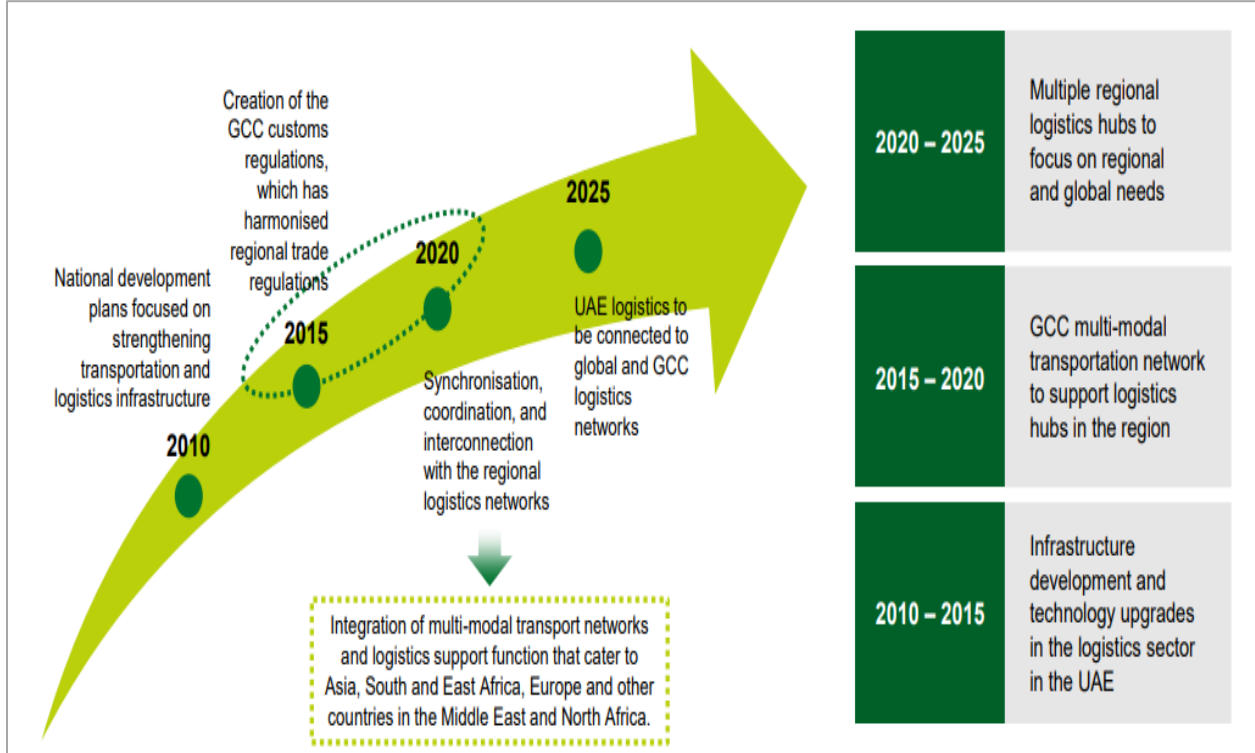 Creation of the
GCC customs
regulations,
which has
harmonised
regional trade
regulations
National development
plans focused on
strengthening
transportation and
logistics infrastructure
2010
2015
2020
2025
Synchronisation,
coordination, and
interconnection
with the regional
logistics networks
UAE logistics to
be connected to
global and GCC
logistics
networks
Integration of multi-modal transport networks
and logistics support function that cater to
Asia, South and East Africa, Europe and other
countries in the Middle East and North Africa.
2020 – 2025
Multiple regional
logistics hubs to
focus on regional
and global needs
2015 – 2020
GCC multi-modal
transportation network
to support logistics
hubs in the region
2010 – 2015
Infrastructure
development and
technology upgrades
in the logistics sector
in the UAE